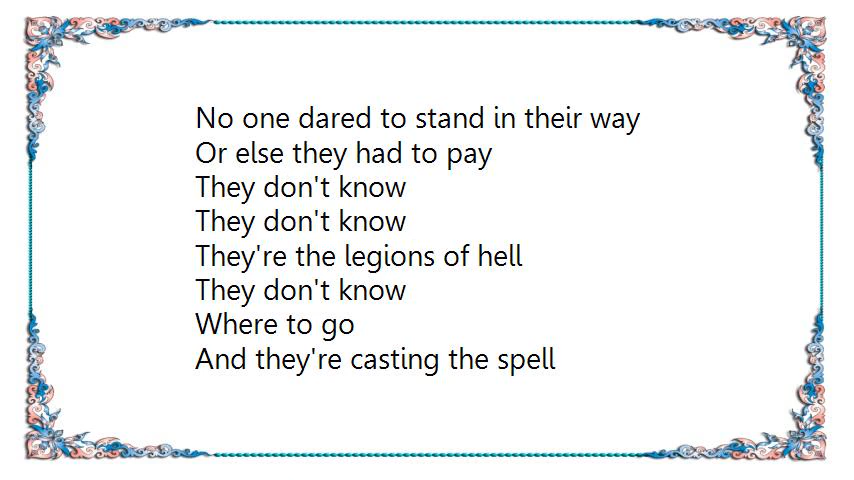 No one dared to stand in their way
Or else they had to pay
They don't know
They don't know
They're the legions of hell
They don't know
Where to go
And they're casting the spell